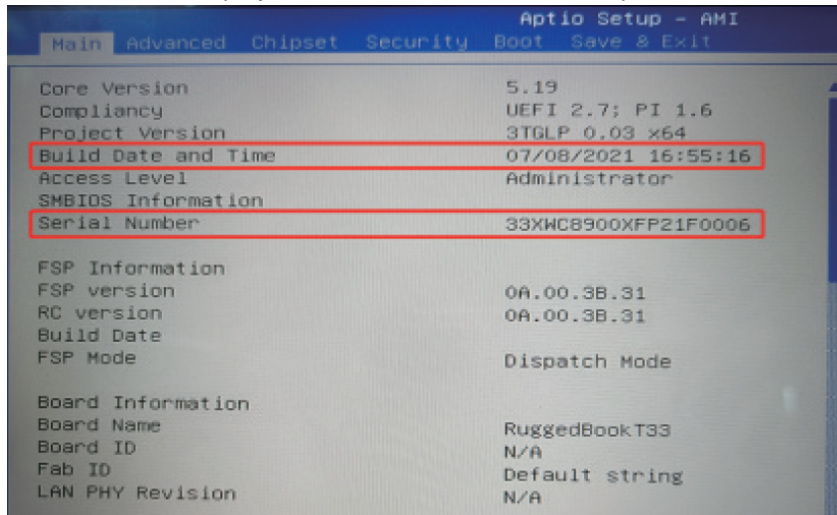 Aptio Setup - AMI
Main Advanced Chipset Security Boot Save & Exit
Core Version 5.19
Compliancy UEFI 2.7; PI 1.6
Project Version 3TGLP 0.03 x64
Build Date and Time 07/08/2021 16:55:16
Access Level Administrator
SMBIOS Information
Serial Number 33XWC8900XFP21F0006
FSP Information
FSP version 0A.00.3B.31
RC version 0A.00.3B.31
Build Date
FSP Mode Dispatch Mode
Board Information
Board Name RuggedBookT33
Board ID N/A
Fab ID Default string
LAN PHY Revision N/A